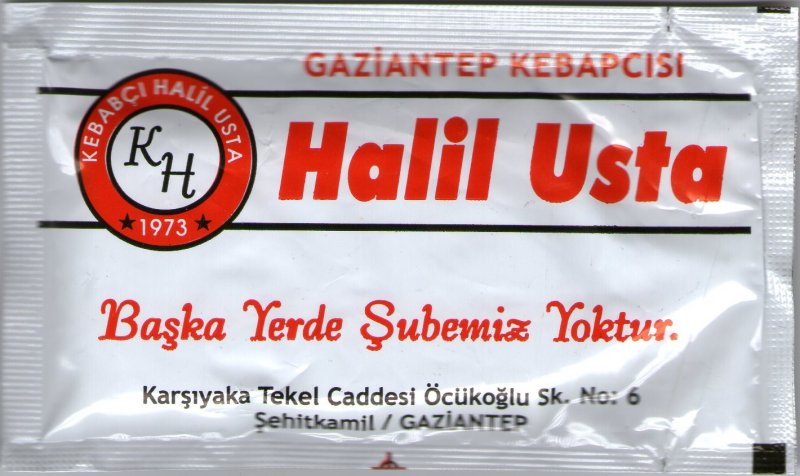 GAZİANTEP KEBAPCISI
KEBABÇI HALİL USTA
KH
1973
Halil Usta
Başka Yerde Şubemiz Yoktur.
Karşıyaka Tekel Caddesi Öcükoğlu Sk. No: 6
Şehitkamil / GAZİANTEP